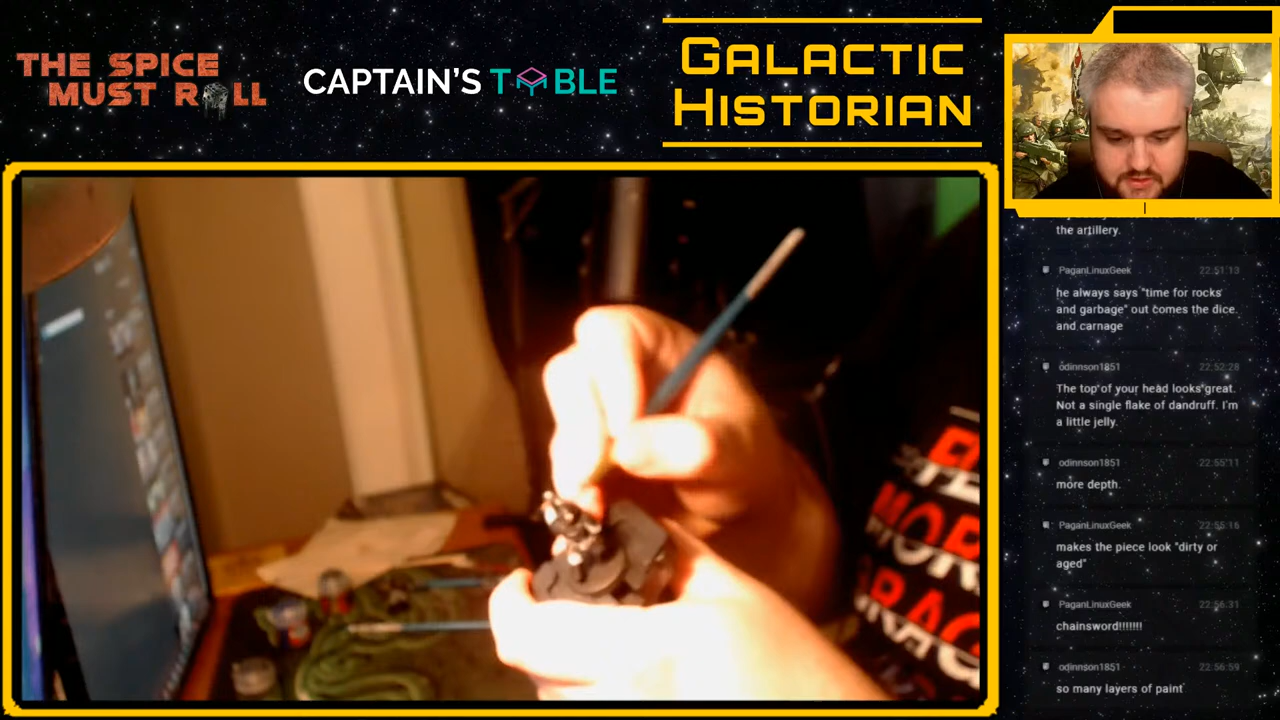 THE SPICE
MUST ROLL
CAPTAIN'S TABLE
GALACTIC
HISTORIAN
the artillery.
PaganLinuxGeek 22:51:13
he always says "time for rocks
and garbage" out comes the dice.
and carnage
odinnson1851 22:52:28
The top of your head looks great.
Not a single flake of dandruff. I'm
a little jelly.
odinnson1851 22:55:11
more depth.
PaganLinuxGeek 22:55:16
makes the piece look "dirty or
aged"
PaganLinuxGeek 22:56:31
chainsword!!!!!!!
odinnson1851 22:56:59
so many layers of paint